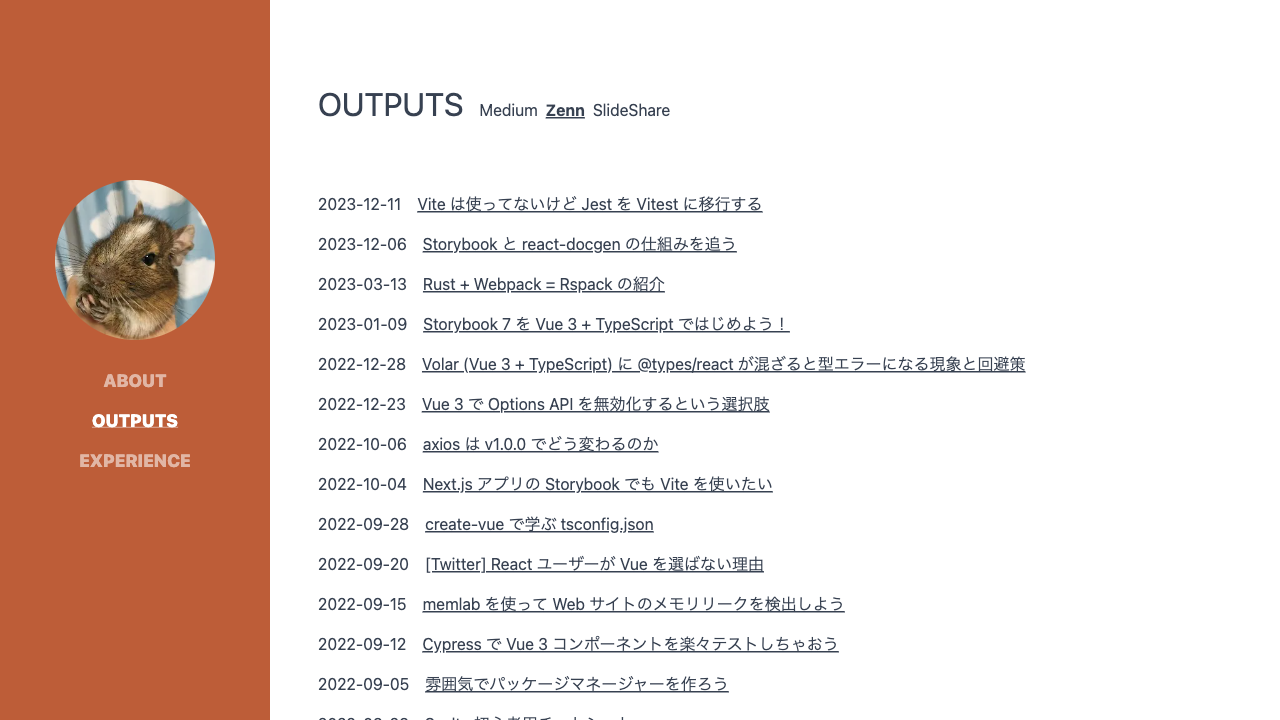 ABOUT
OUTPUTS
EXPERIENCE
OUTPUTS Medium Zenn SlideShare
2023-12-11 Vite は使ってないけど Jest を Vitest に移行する
2023-12-06 Storybook と react-docgen の仕組みを追う
2023-03-13 Rust + Webpack = Rspack の紹介
2023-01-09 Storybook 7 を Vue 3 + TypeScript ではじめよう！
2022-12-28 Volar (Vue 3 + TypeScript) に @types/react が混ざると型エラーになる現象と回避策
2022-12-23 Vue 3 で Options API を無効化するという選択肢
2022-10-06 axios は v1.0.0 でどう変わるのか
2022-10-04 Next.js アプリの Storybook でも Vite を使いたい
2022-09-28 create-vue で学ぶ tsconfig.json
2022-09-20 [Twitter] React ユーザーが Vue を選ばない理由
2022-09-15 memlab を使って Web サイトのメモリリークを検出しよう
2022-09-12 Cypress で Vue 3 コンポーネントを楽々テストしちゃおう
2022-09-05 雰囲気でパッケージマネージャーを作ろう